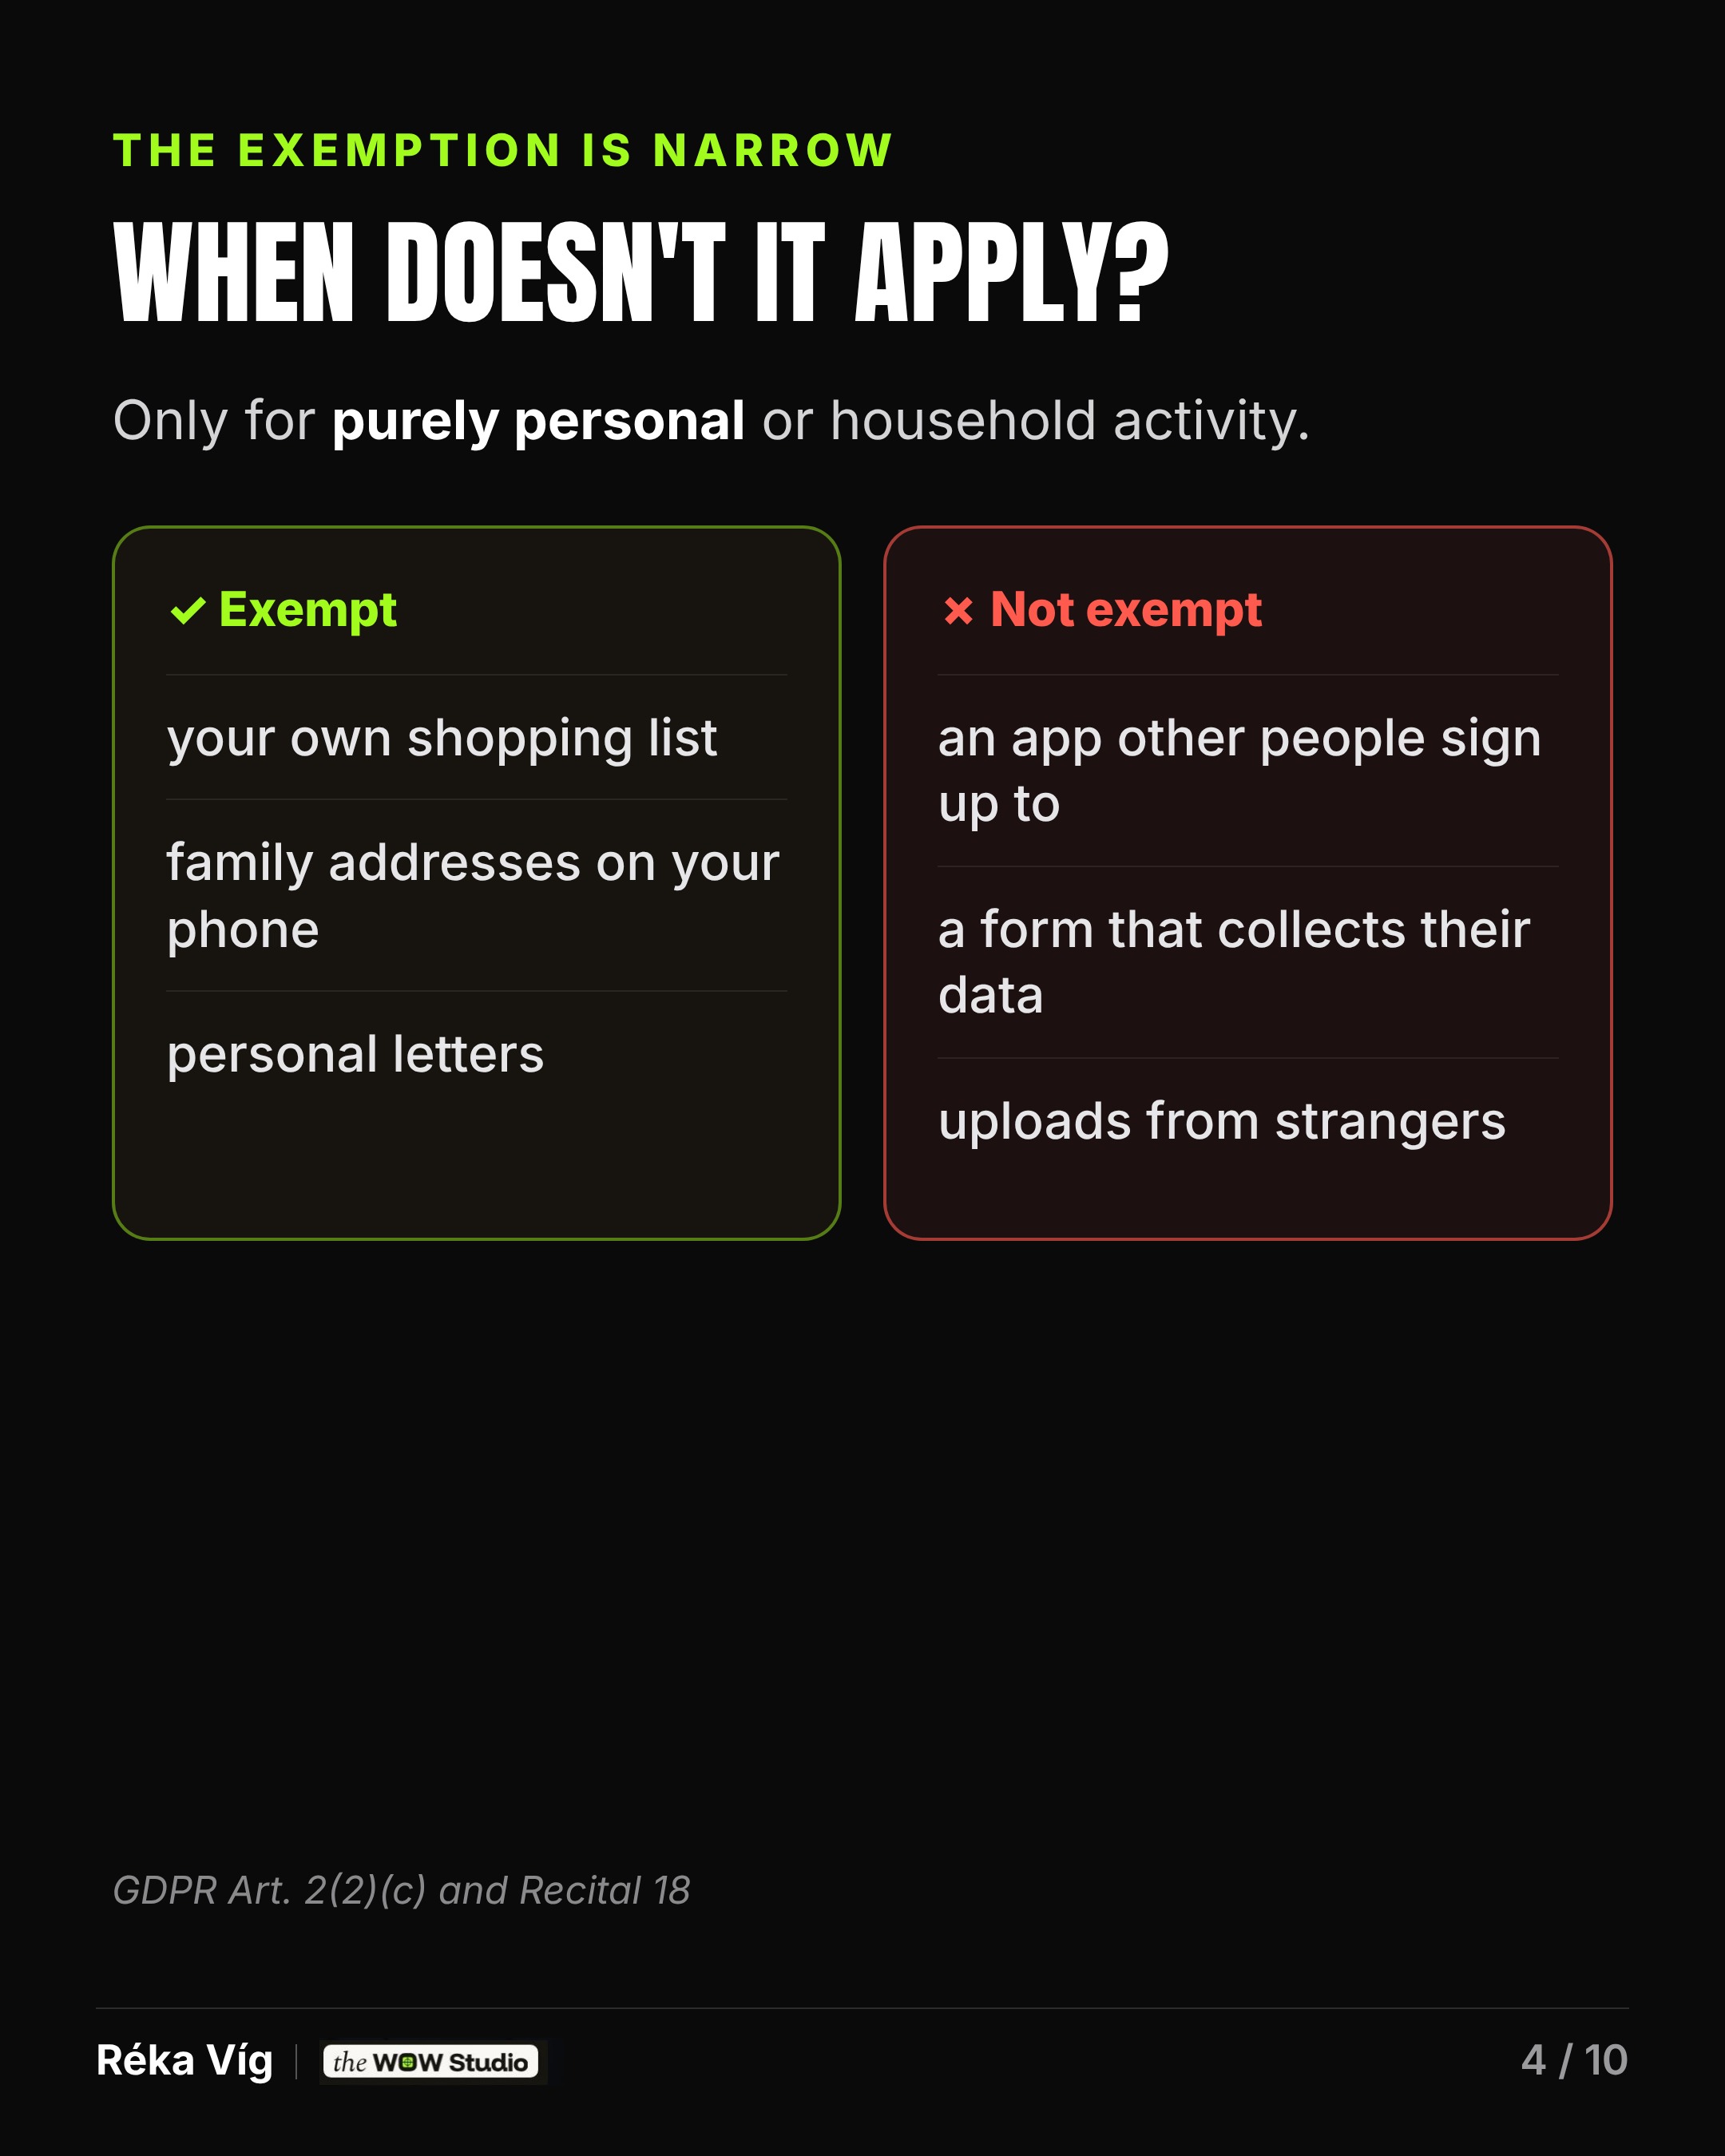 THE EXEMPTION IS NARROW
WHEN DOESN'T IT APPLY?
Only for purely personal or household activity.
✓ Exempt
your own shopping list
family addresses on your
phone
personal letters
× Not exempt
an app other people sign
up to
a form that collects their
data
uploads from strangers
GDPR Art. 2(2)(c) and Recital 18
Réka Víg
the WOW Studio
4 / 10